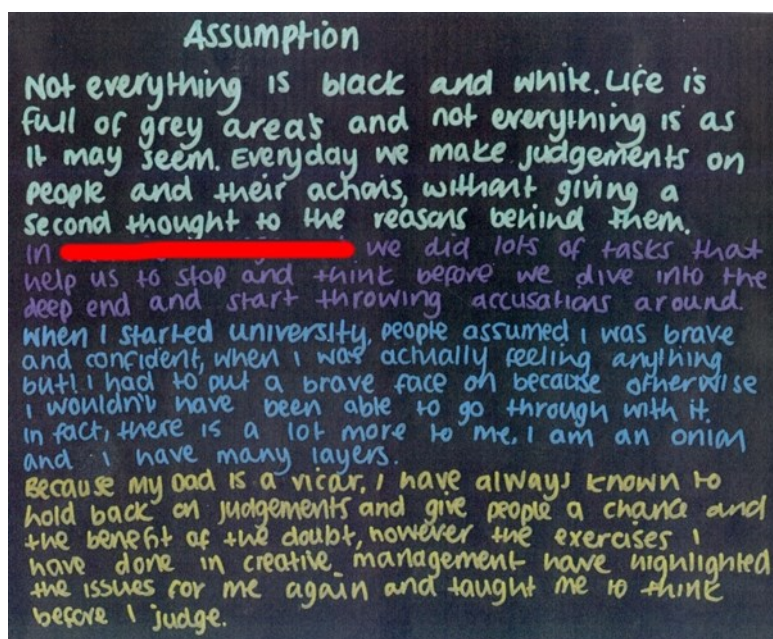 Assumption
Not everything is black and white. Life is
full of grey areas and not everything is as
it may seem. Everyday we make judgements on
people and their actions, without giving a
second thought to the reasons behind them.
In we did lots of tasks that
help us to stop and think before we dive into the
deep end and start throwing accusations around.
When I started university, people assumed I was brave
and confident, when I was actually feeling anything
but! I had to put a brave face on because otherwise
I wouldn't have been able to go through with it.
In fact, there is a lot more to me. I am an onion
and I have many layers.
Because my Dad is a vicar, I have always known to
hold back on judgements and give people a chance and
the benefit of the doubt, however the exercises I
have done in creative management have highlighted
the issues for me again and taught me to think
before I judge.